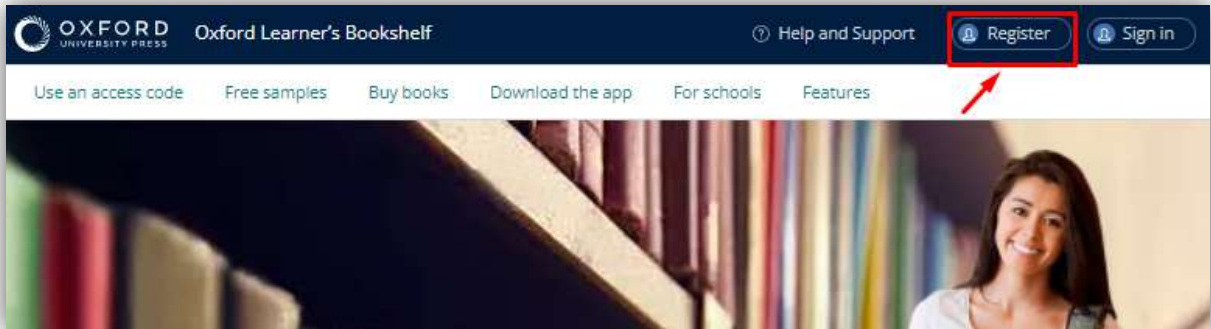 OXFORD
UNIVERSITY PRESS
Oxford Learner's Bookshelf
Help and Support
Register
Sign in
Use an access code
Free samples
Buy books
Download the app
For schools
Features